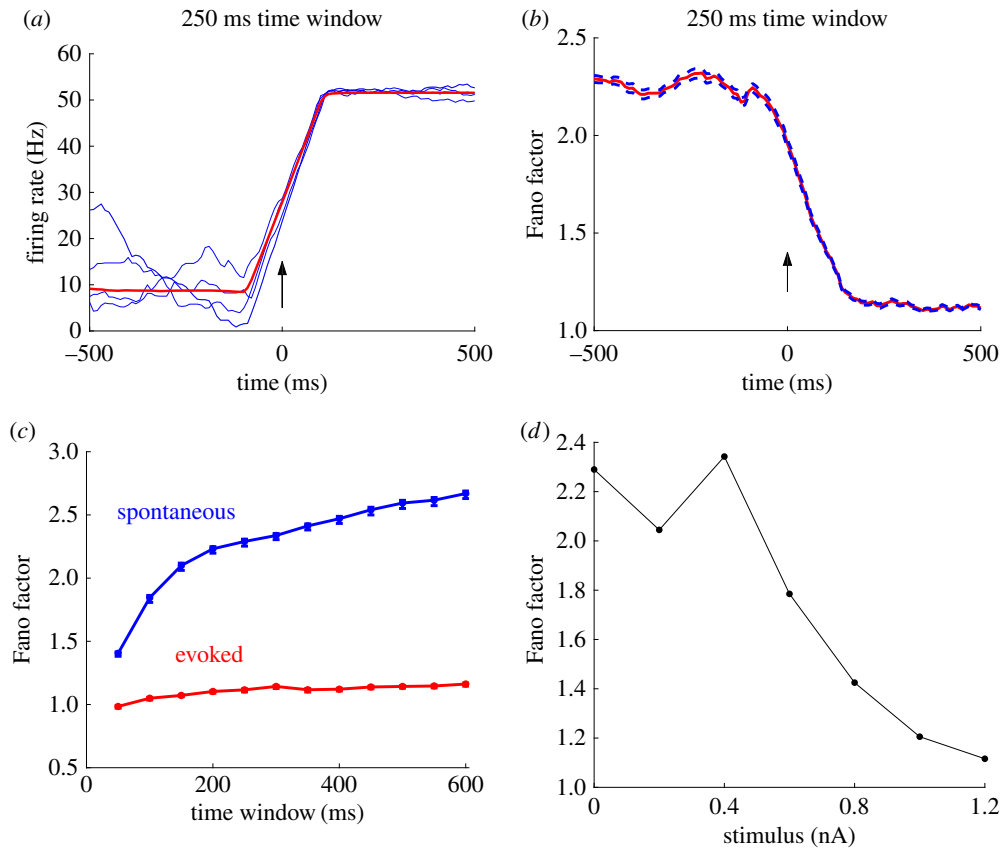 (a) 250 ms time window
60
50
40
30
20
10
0
firing rate (Hz)
–500 0 500
time (ms)
(b) 250 ms time window
2.5
2.0
1.5
1.0
Fano factor
–500 0 500
time (ms)
(c)
3.0
2.5
2.0
1.5
1.0
0.5
Fano factor
spontaneous
evoked
0 200 400 600
time window (ms)
(d)
2.4
2.2
2.0
1.8
1.6
1.4
1.2
1.0
Fano factor
0 0.4 0.8 1.2
stimulus (nA)